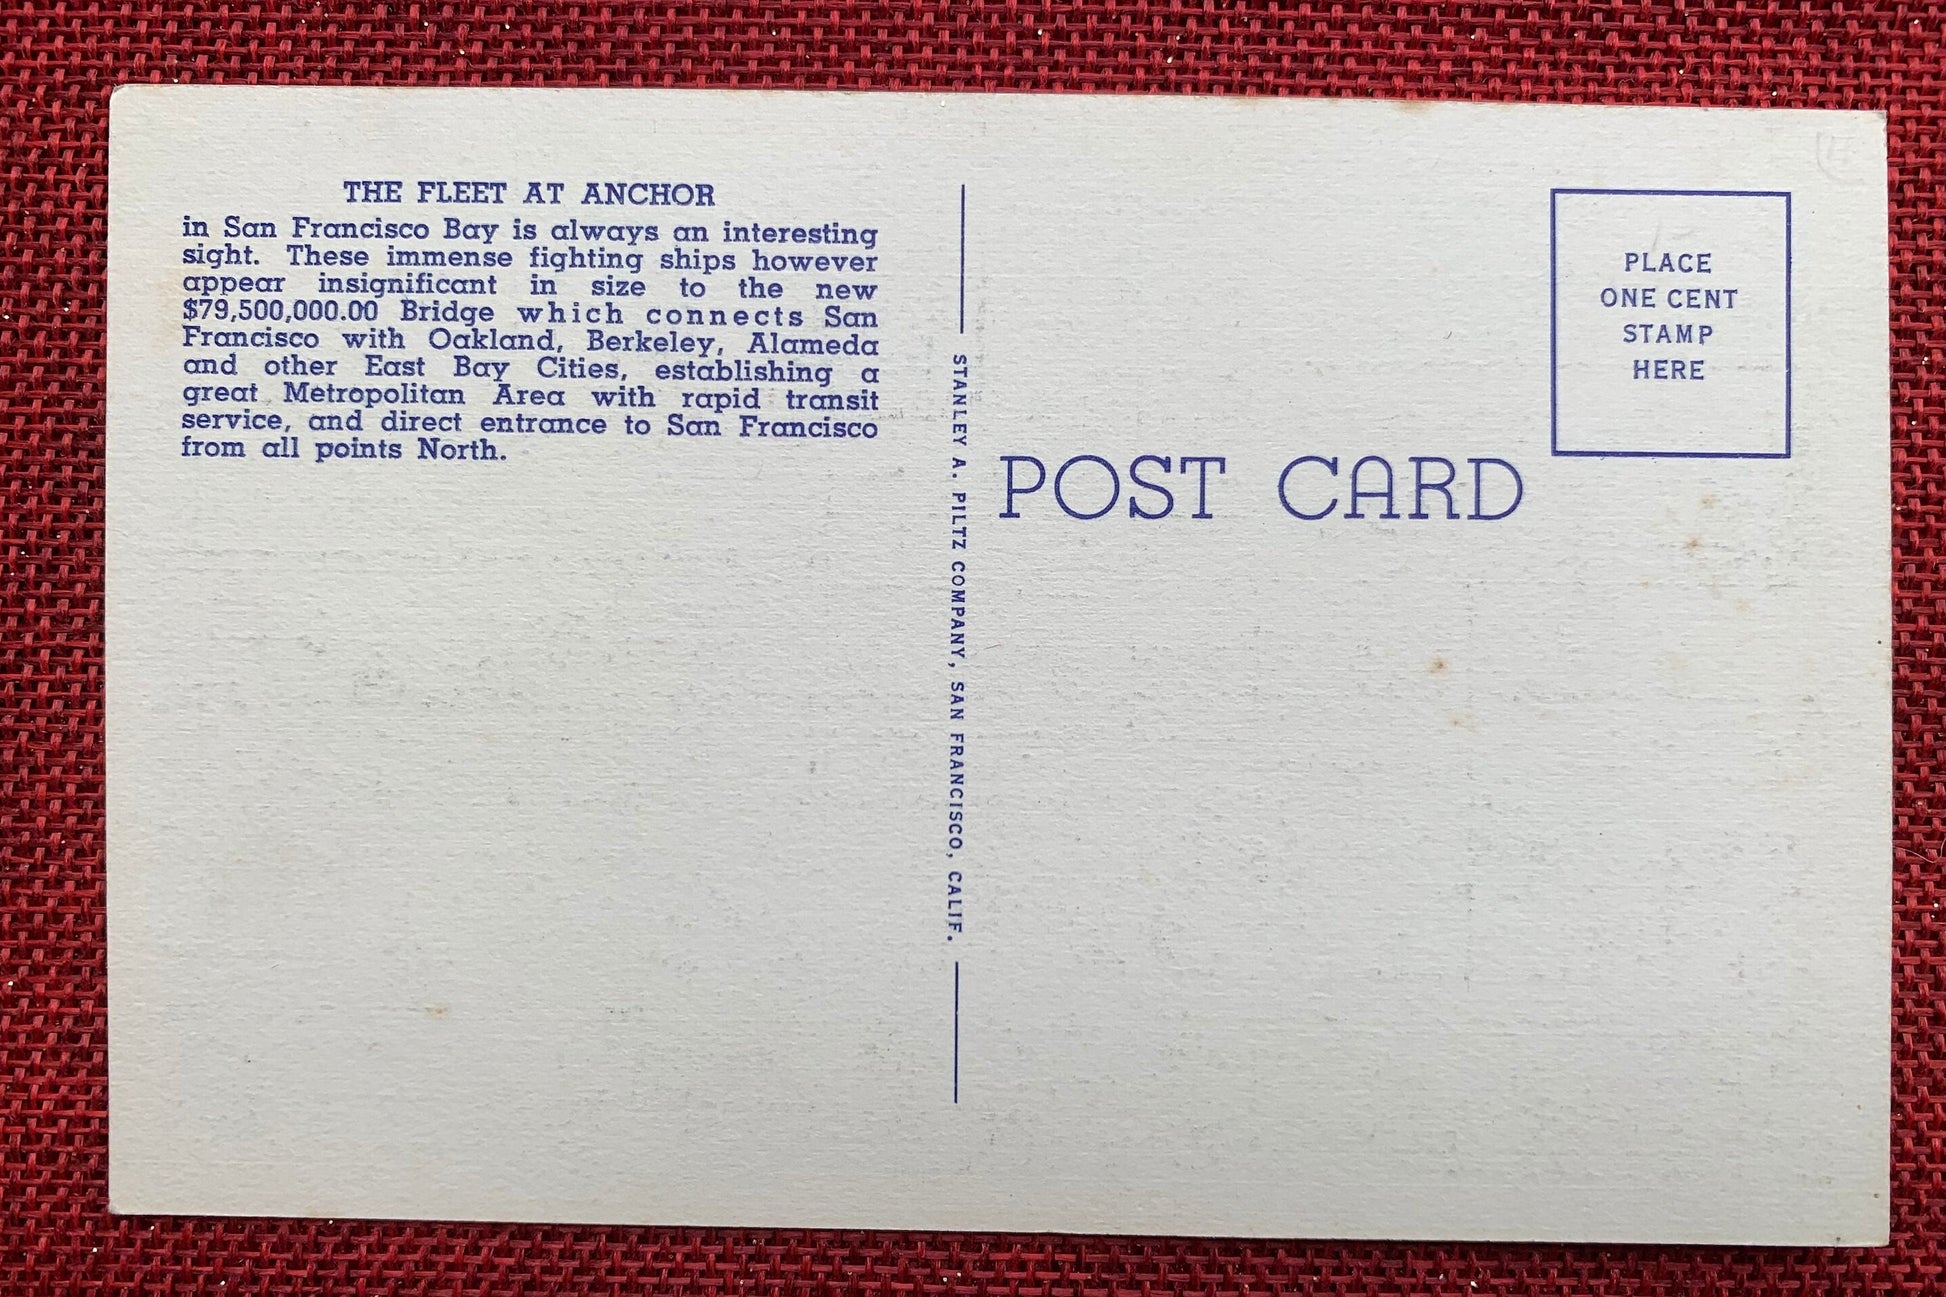 THE FLEET AT ANCHOR
in San Francisco Bay is always an interesting
sight. These immense fighting ships however
appear insignificant in size to the new
$79,500,000.00 Bridge which connects San
Francisco with Oakland, Berkeley, Alameda
and other East Bay Cities, establishing a
great Metropolitan Area with rapid transit
service, and direct entrance to San Francisco
from all points North.
STANLEY A. PILTZ COMPANY, SAN FRANCISCO, CALIF.
POST CARD
PLACE
ONE CENT
STAMP
HERE